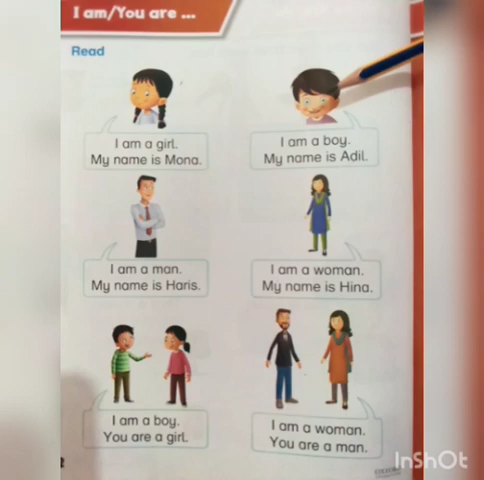 I am/You are ...
Read
I am a girl.
My name is Mona.
I am a boy.
My name is Adil.
I am a man.
My name is Haris.
I am a woman.
My name is Hina.
I am a boy.
You are a girl.
I am a woman.
You are a man.
InShOt